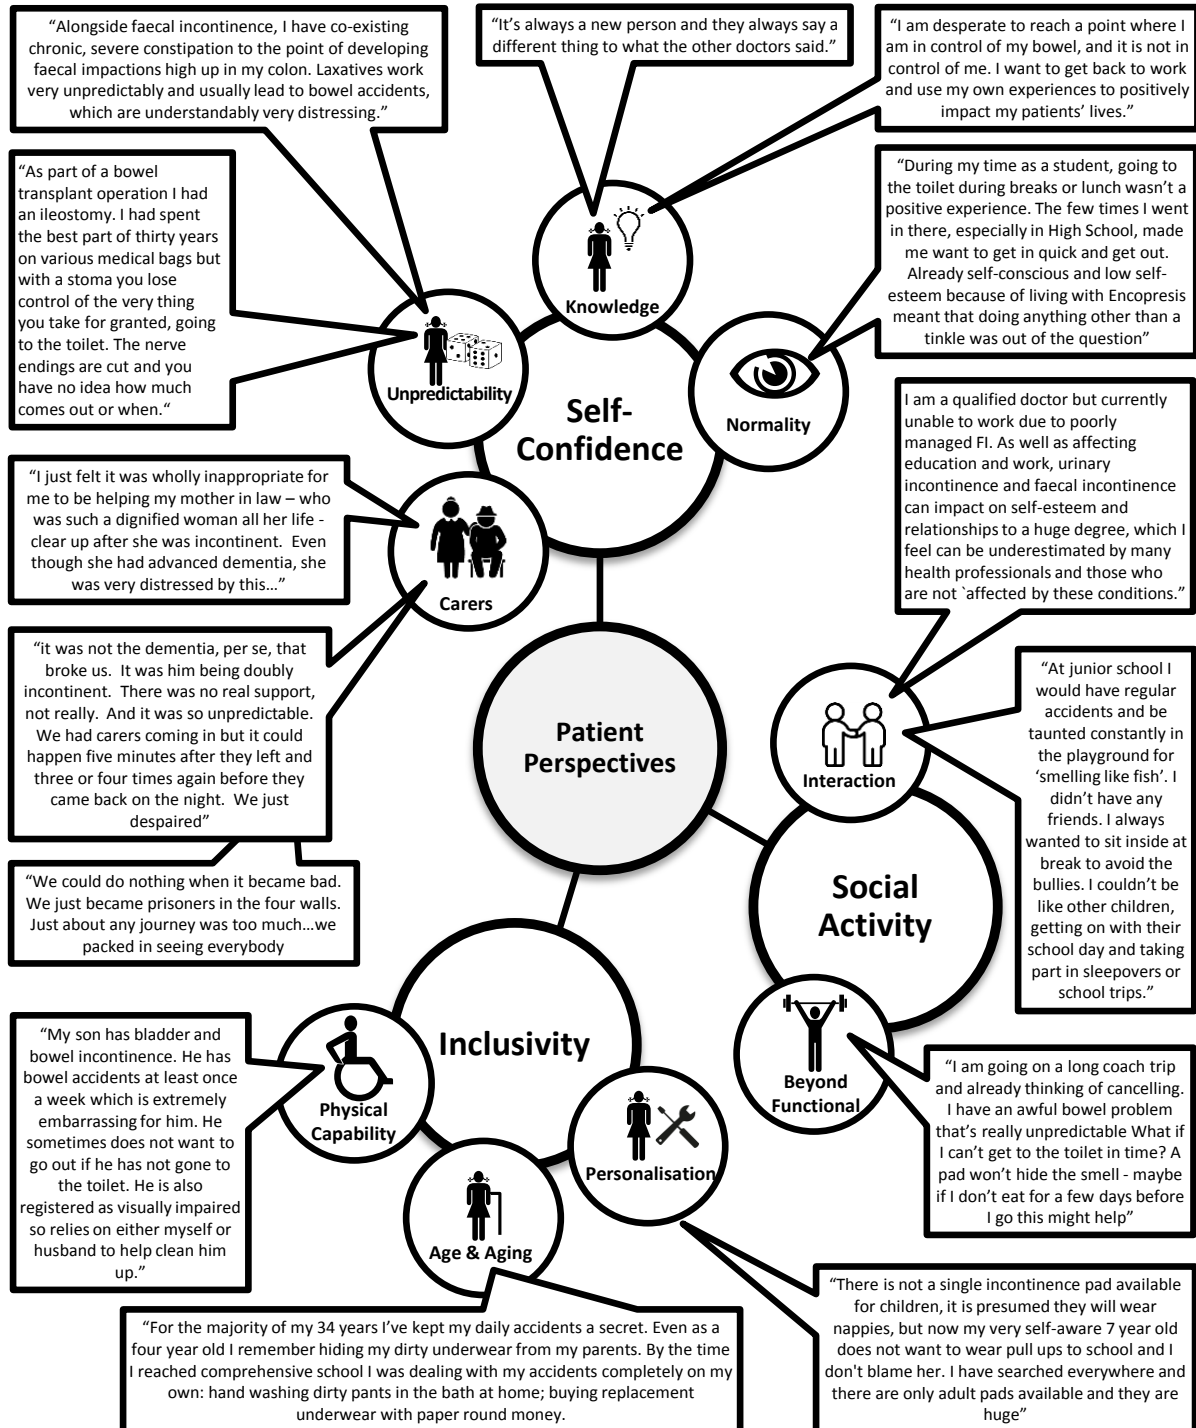 “Alongside faecal incontinence, I have co-existing
chronic, severe constipation to the point of developing
faecal impactions high up in my colon. Laxatives work
very unpredictably and usually lead to bowel accidents,
which are understandably very distressing.”
“It’s always a new person and they always say a
different thing to what the other doctors said.”
“I am desperate to reach a point where I
am in control of my bowel, and it is not in
control of me. I want to get back to work
and use my own experiences to positively
impact my patients’ lives.”
“As part of a bowel
transplant operation I had
an ileostomy. I had spent
the best part of thirty years
on various medical bags but
with a stoma you lose
control of the very thing
you take for granted, going
to the toilet. The nerve
endings are cut and you
have no idea how much
comes out or when.“
“During my time as a student, going to
the toilet during breaks or lunch wasn’t a
positive experience. The few times I went
in there, especially in High School, made
me want to get in quick and get out.
Already self-conscious and low self-
esteem because of living with Encopresis
meant that doing anything other than a
tinkle was out of the question”
Knowledge
Unpredictability
Normality
Self-
Confidence
I am a qualified doctor but currently
unable to work due to poorly
managed FI. As well as affecting
education and work, urinary
incontinence and faecal incontinence
can impact on self-esteem and
relationships to a huge degree, which I
feel can be underestimated by many
health professionals and those who
are not `affected by these conditions.”
“I just felt it was wholly inappropriate for
me to be helping my mother in law – who
was such a dignified woman all her life -
clear up after she was incontinent.  Even
though she had advanced dementia, she
was very distressed by this…”
Carers
“it was not the dementia, per se, that
broke us.  It was him being doubly
incontinent.  There was no real support,
not really.  And it was so unpredictable.
We had carers coming in but it could
happen five minutes after they left and
three or four times again before they
came back on the night.  We just
despaired”
Patient
Perspectives
Interaction
“At junior school I
would have regular
accidents and be
taunted constantly in
the playground for
‘smelling like fish’. I
didn’t have any
friends. I always
wanted to sit inside at
break to avoid the
bullies. I couldn’t be
like other children,
getting on with their
school day and taking
part in sleepovers or
school trips.”
“We could do nothing when it became bad.
We just became prisoners in the four walls.
Just about any journey was too much…we
packed in seeing everybody
Social
Activity
Inclusivity
“My son has bladder and
bowel incontinence. He has
bowel accidents at least once
a week which is extremely
embarrassing for him. He
sometimes does not want to
go out if he has not gone to
the toilet. He is also
registered as visually impaired
so relies on either myself or
husband to help clean him
up.”
Physical
Capability
Beyond
Functional
“I am going on a long coach trip
and already thinking of cancelling.
I have an awful bowel problem
that’s really unpredictable What if
I can’t get to the toilet in time? A
pad won’t hide the smell - maybe
if I don’t eat for a few days before
I go this might help”
Personalisation
Age & Aging
“For the majority of my 34 years I’ve kept my daily accidents a secret. Even as a
four year old I remember hiding my dirty underwear from my parents. By the time
I reached comprehensive school I was dealing with my accidents completely on my
own: hand washing dirty pants in the bath at home; buying replacement
underwear with paper round money.
“There is not a single incontinence pad available
for children, it is presumed they will wear
nappies, but now my very self-aware 7 year old
does not want to wear pull ups to school and I
don't blame her. I have searched everywhere and
there are only adult pads available and they are
huge”